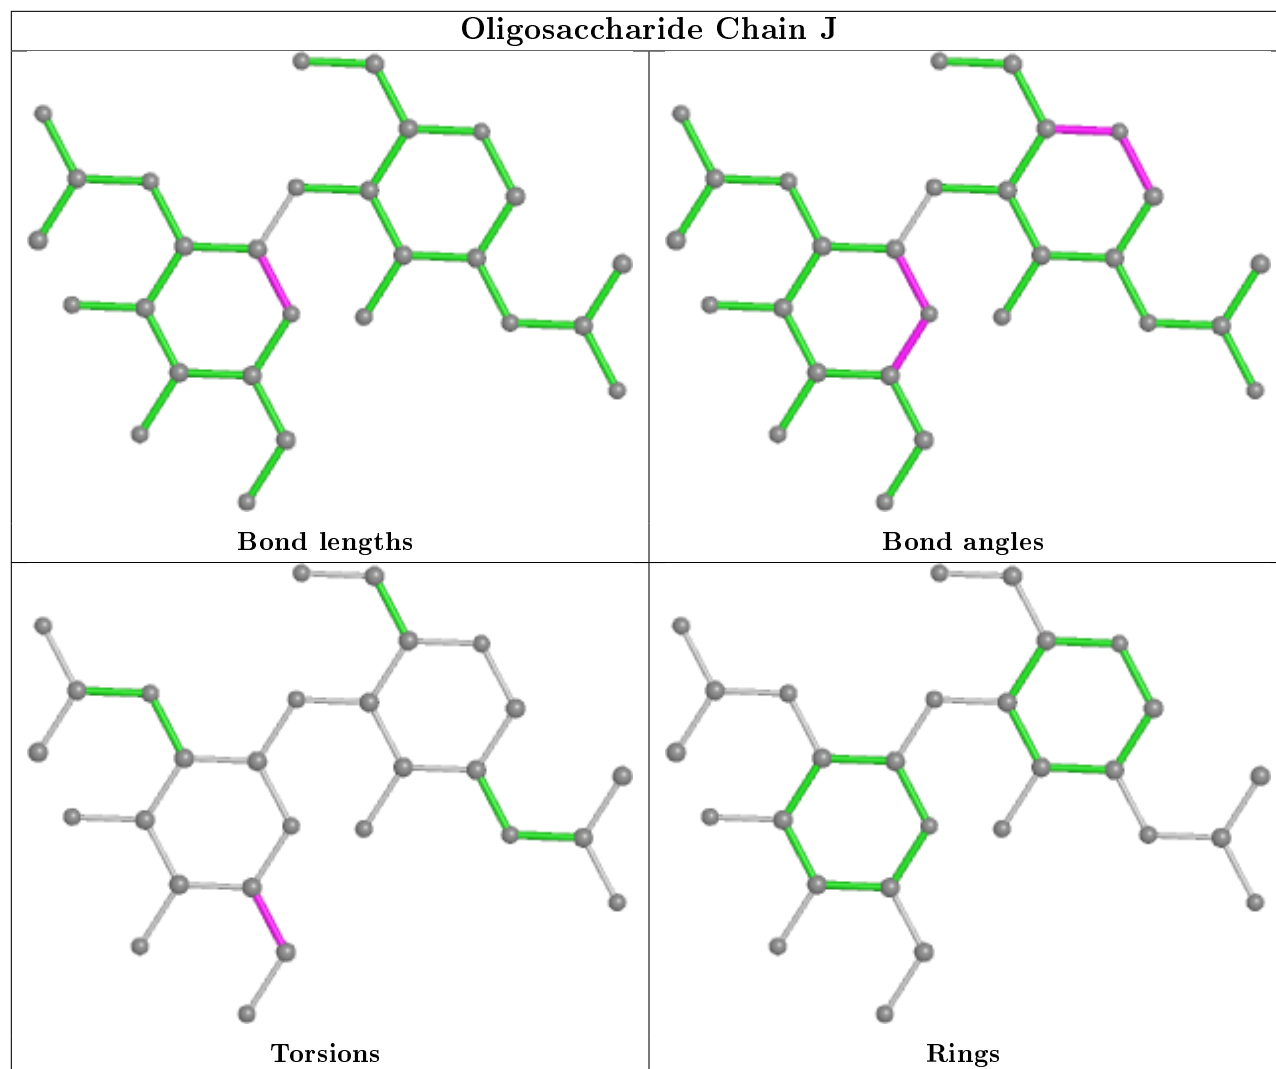 Oligosaccharide Chain J
Bond lengths
Bond angles
Torsions
Rings